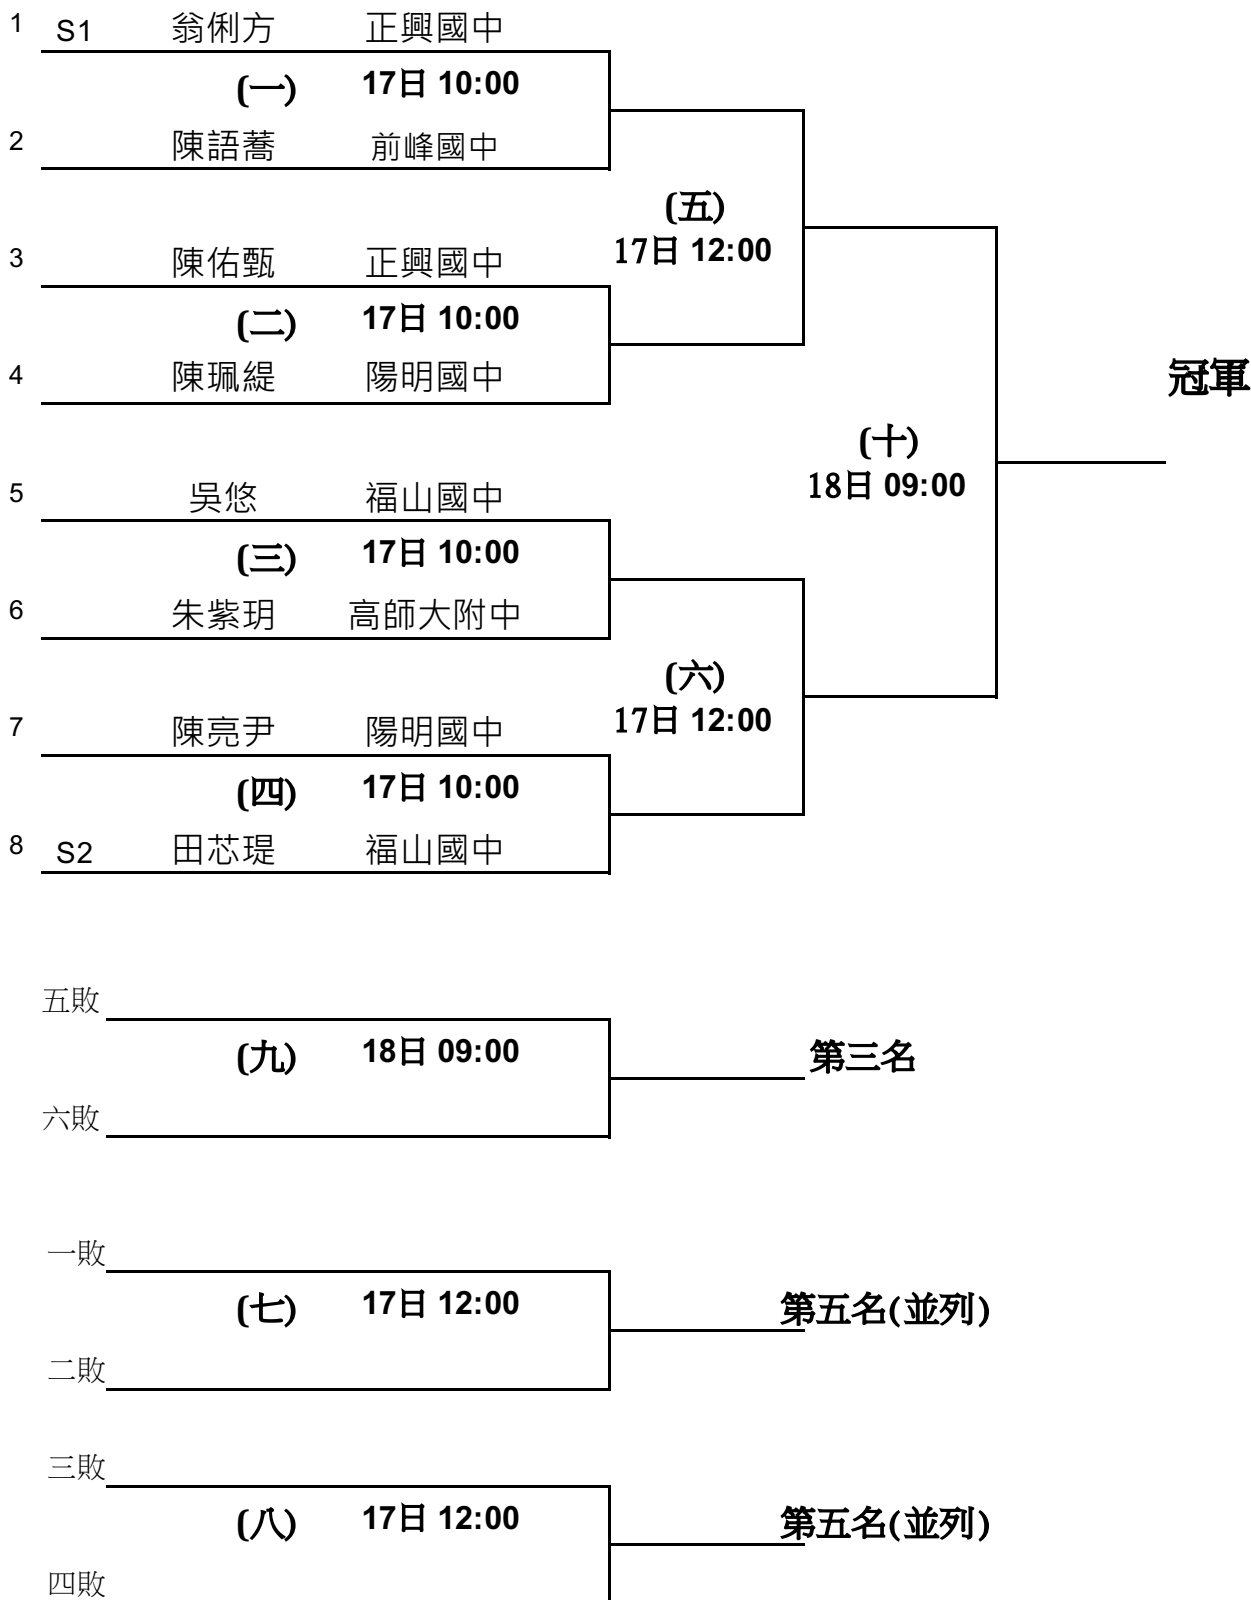 1 S1 翁俐方 正興國中
(一) 17日 10:00
2 陳語蕎 前峰國中
(五)
17日 12:00
3 陳佑甄 正興國中
(二) 17日 10:00
4 陳珮緹 陽明國中
冠軍
(十)
18日 09:00
5 吳悠 福山國中
(三) 17日 10:00
6 朱紫玥 高師大附中
(六)
17日 12:00
7 陳亮尹 陽明國中
(四) 17日 10:00
8 S2 田芯瑅 福山國中
五敗
(九) 18日 09:00 第三名
六敗
一敗
(七) 17日 12:00 第五名(並列)
二敗
三敗
(八) 17日 12:00 第五名(並列)
四敗